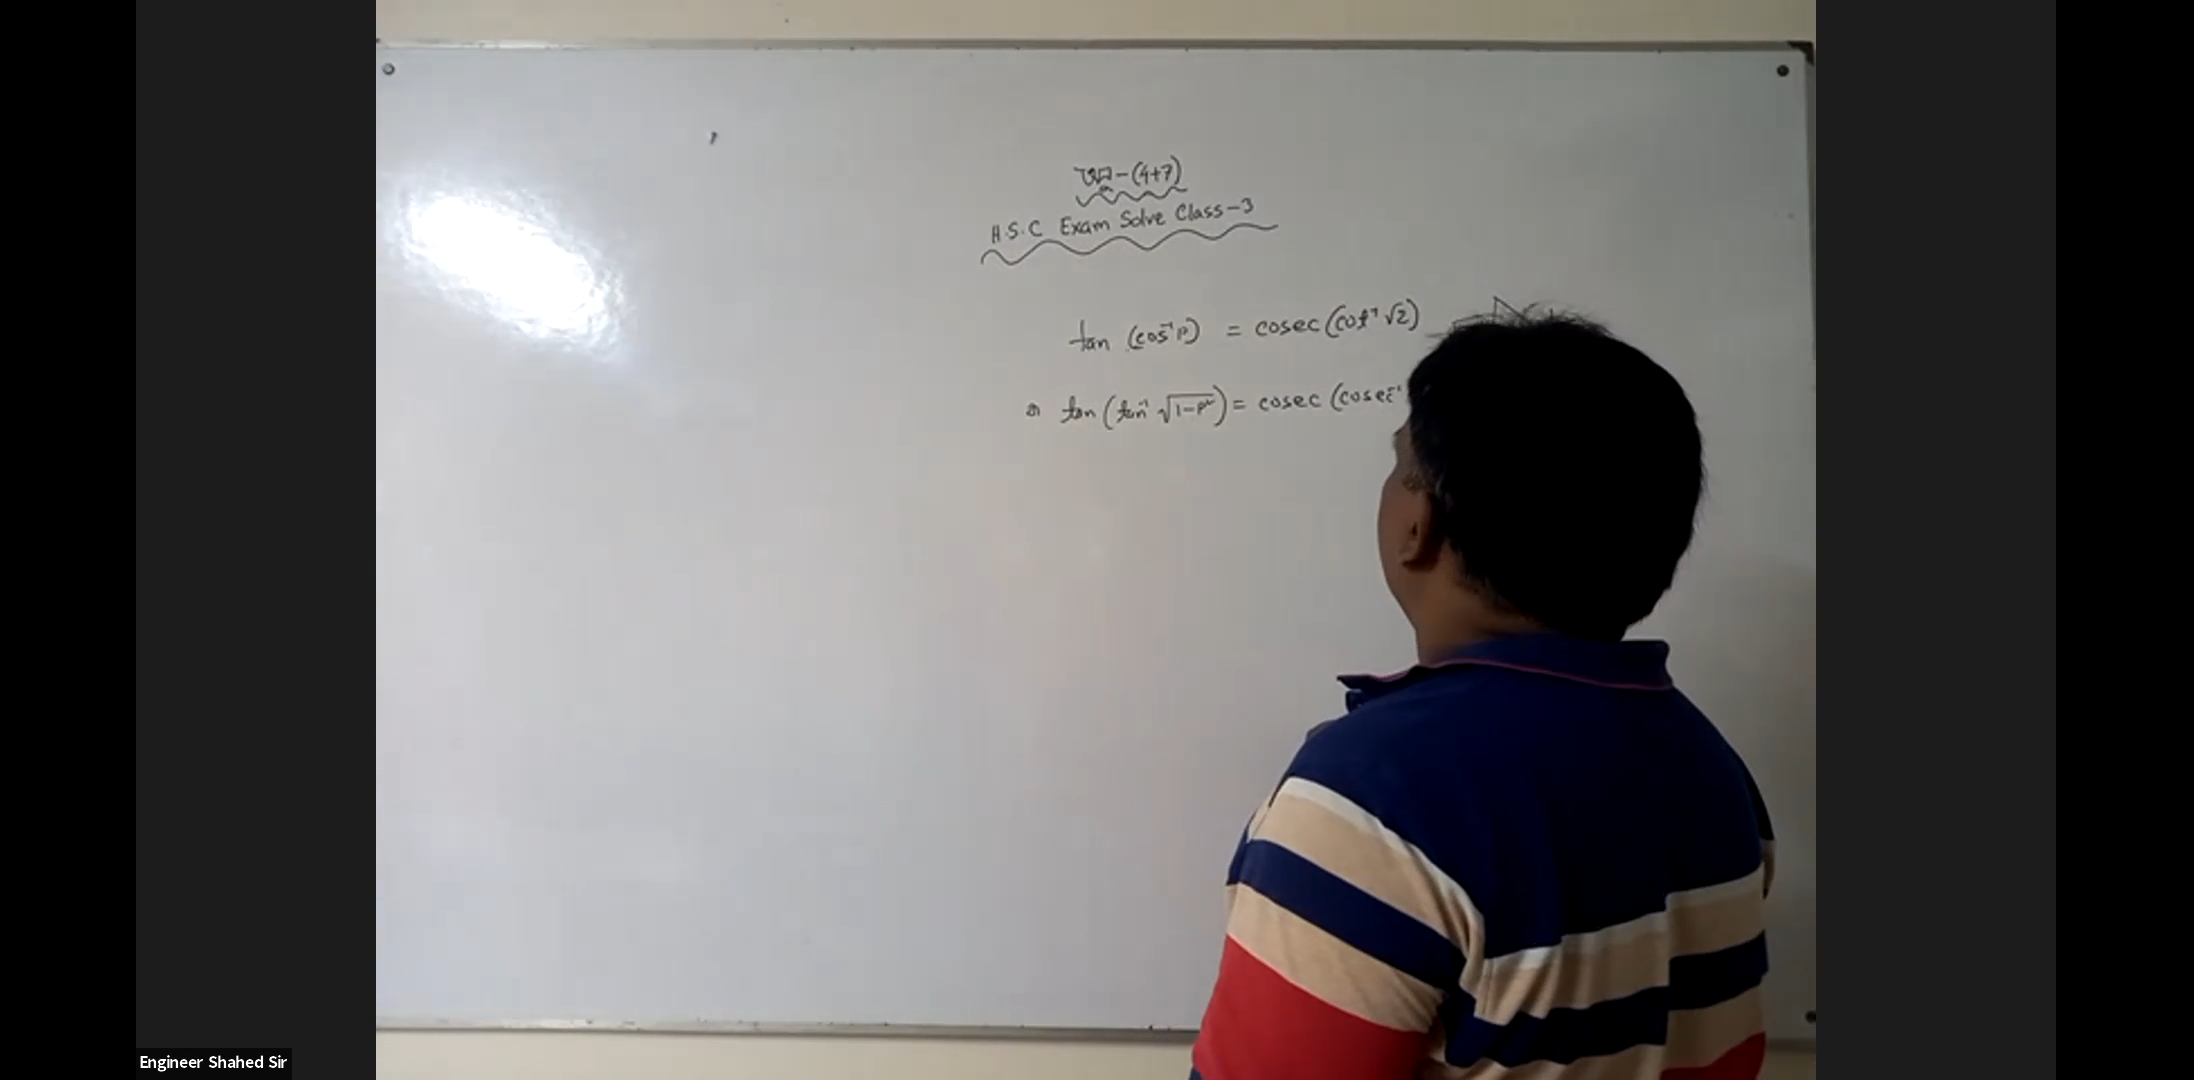 অধ্যায়-(4+7)
H.S.C Exam Solve Class-3
tan (cos⁻¹p) = cosec (cot⁻¹ √2)
বা tan (tan⁻¹ √1-p²) = cosec (cosec⁻¹
Engineer Shahed Sir